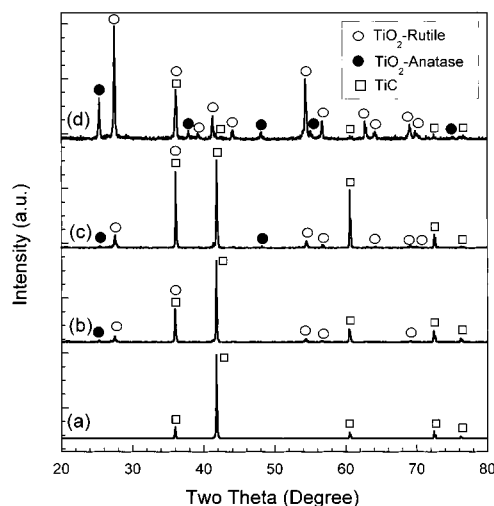 ○ TiO₂-Rutile
● TiO₂-Anatase
□ TiC
(d)
(c)
(b)
(a)
Intensity (a.u.)
20 30 40 50 60 70 80
Two Theta (Degree)